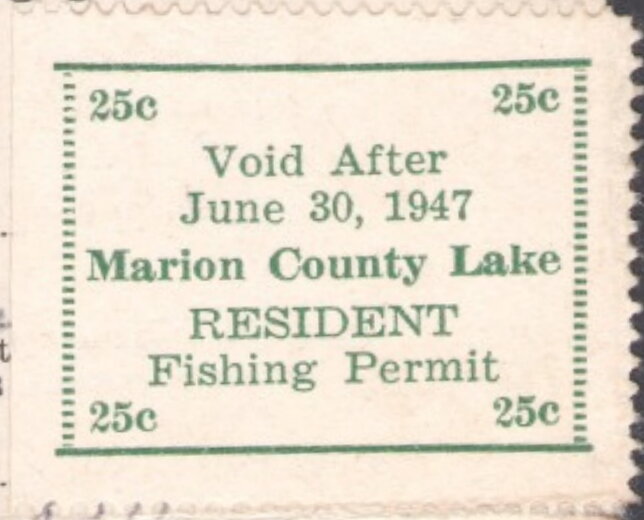 25c 25c
Void After
June 30, 1947
Marion County Lake
RESIDENT
Fishing Permit
25c 25c